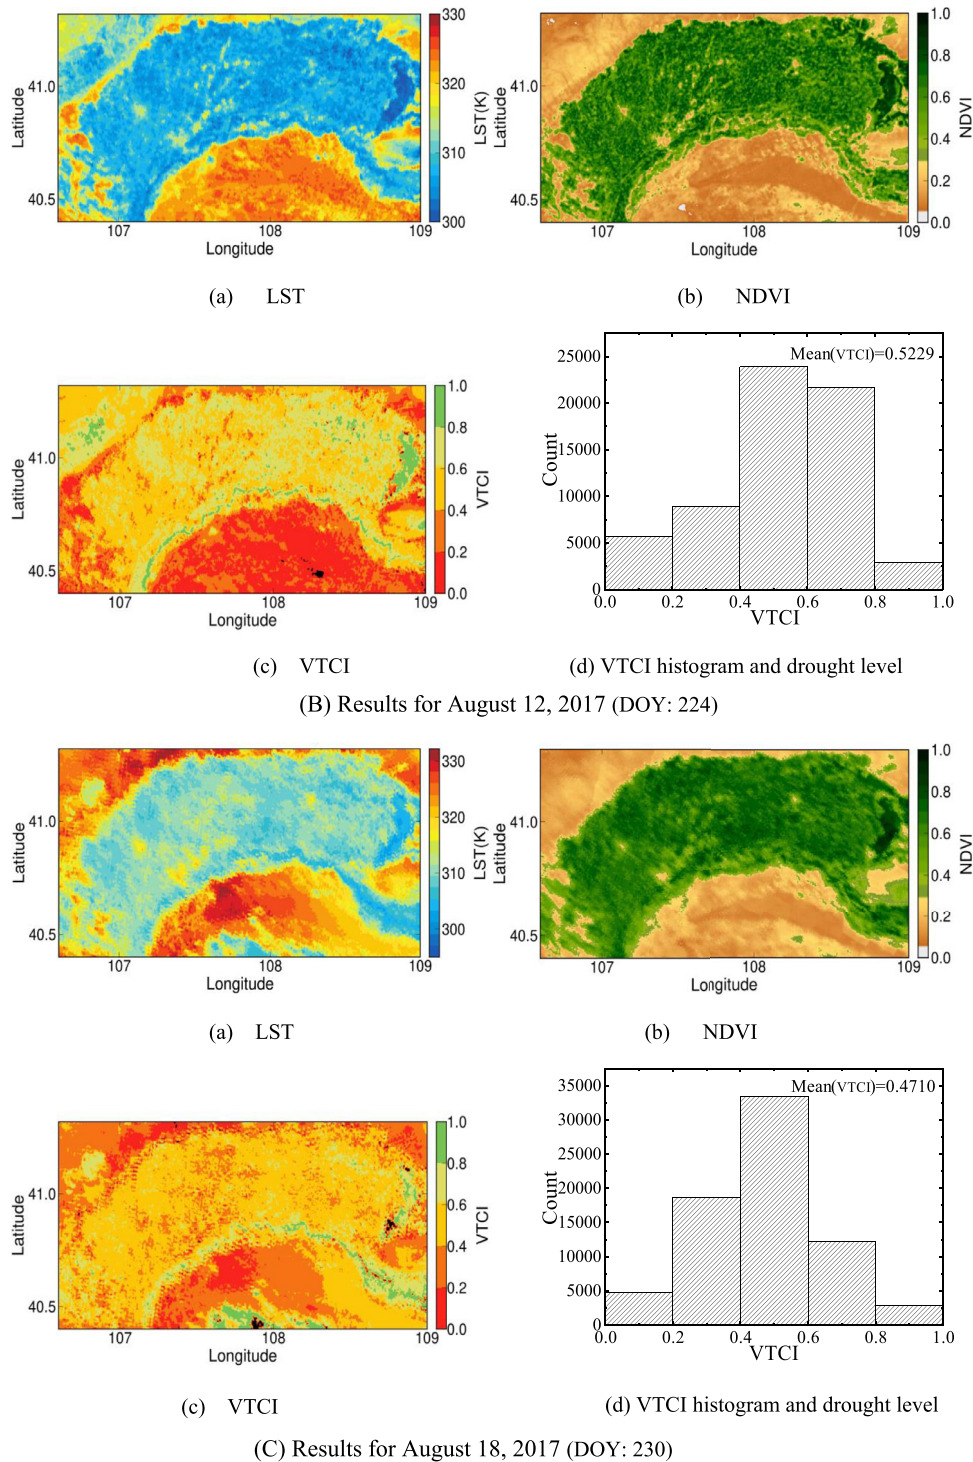 330
320
310
300
LST(K)
Latitude
41.0
40.5
107
108
109
Longitude
(a) LST
1.0
0.8
0.6
0.4
0.2
0.0
NDVI
Latitude
107
108
109
Longitude
(b) NDVI
1.0
0.8
0.6
0.4
0.2
0.0
VTCI
Latitude
41.0
40.5
107
108
109
Longitude
(c) VTCI
Mean(VTCI)=0.5229
25000
20000
15000
10000
5000
0
Count
0.0 0.2 0.4 0.6 0.8 1.0
VTCI
(d) VTCI histogram and drought level
(B) Results for August 12, 2017 (DOY: 224)
330
320
310
300
LST(K)
Latitude
41.0
40.5
107
108
109
Longitude
(a) LST
1.0
0.8
0.6
0.4
0.2
0.0
NDVI
Latitude
107
108
109
Longitude
(b) NDVI
1.0
0.8
0.6
0.4
0.2
0.0
VTCI
Latitude
41.0
40.5
107
108
109
Longitude
(c) VTCI
Mean(VTCI)=0.4710
35000
30000
25000
20000
15000
10000
5000
0
Count
0.0 0.2 0.4 0.6 0.8 1.0
VTCI
(d) VTCI histogram and drought level
(C) Results for August 18, 2017 (DOY: 230)